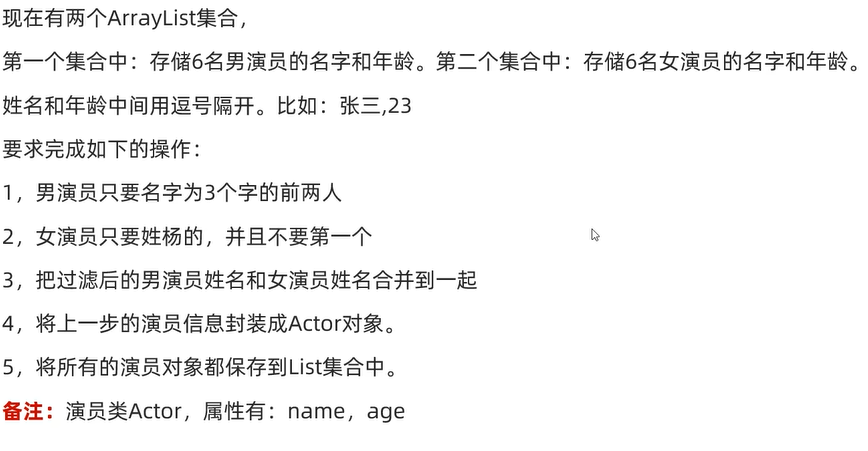 现在有两个ArrayList集合，
第一个集合中：存储6名男演员的名字和年龄。第二个集合中：存储6名女演员的名字和年龄。
姓名和年龄中间用逗号隔开。比如：张三,23
要求完成如下的操作：
1，男演员只要名字为3个字的前两人
2，女演员只要姓杨的，并且不要第一个
3，把过滤后的男演员姓名和女演员姓名合并到一起
4，将上一步的演员信息封装成Actor对象。
5，将所有的演员对象都保存到List集合中。
备注：演员类Actor，属性有：name，age